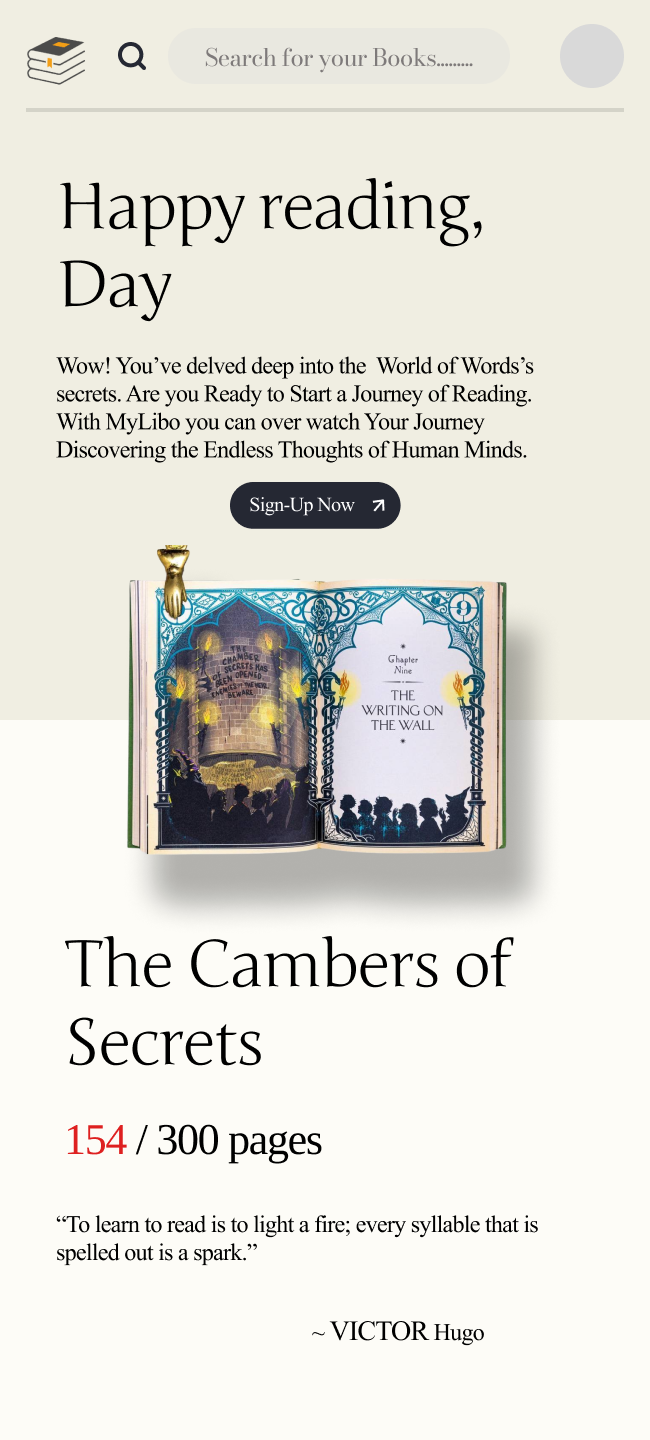 Search for your Books.........
Happy reading,
Day
Wow! You’ve delved deep into the  World of Words’s
secrets. Are you Ready to Start a Journey of Reading.
With MyLibo you can over watch Your Journey
Discovering the Endless Thoughts of Human Minds.
Sign-Up Now
THE
CHAMBER
OF SECRETS HAS
BEEN OPENED
ENEMIES OF THE HEIR,
BEWARE
9
Chapter
Nine
THE
WRITING ON
THE WALL
The Cambers of
Secrets
154 / 300 pages
“To learn to read is to light a fire; every syllable that is
spelled out is a spark.”
~ VICTOR Hugo